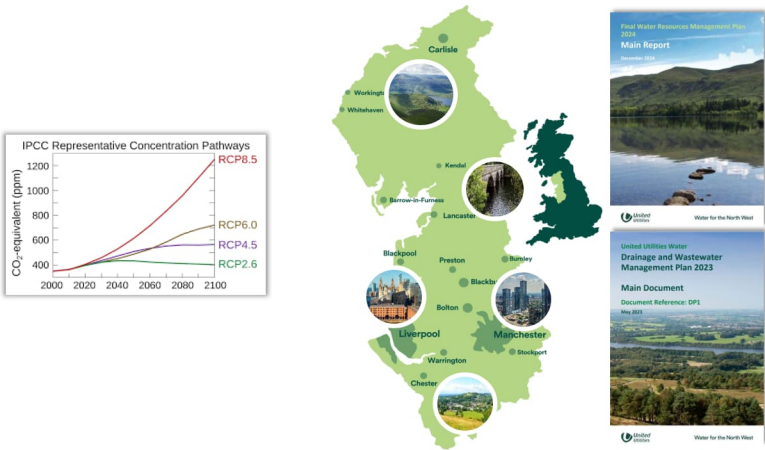 IPCC Representative Concentration Pathways
CO2-equivalent (ppm)
1200
1000
800
600
400
2000 2020 2040 2060 2080 2100
RCP8.5
RCP6.0
RCP4.5
RCP2.6
Carlisle
Workingt
Whitehaven
Kendal
Barrow-in-Furness
Lancaster
Blackpool
Preston
Burnley
Blackbu
Bolton
Liverpool
Manchester
Warrington
Stockport
Chester
Final Water Resources Management Plan
2024
Main Report
United
Utilities
Water for the North West
United Utilities Water
Drainage and Wastewater
Management Plan 2023
Main Document
Document Reference: DP1
May 2023
United
Utilities
Water for the North West